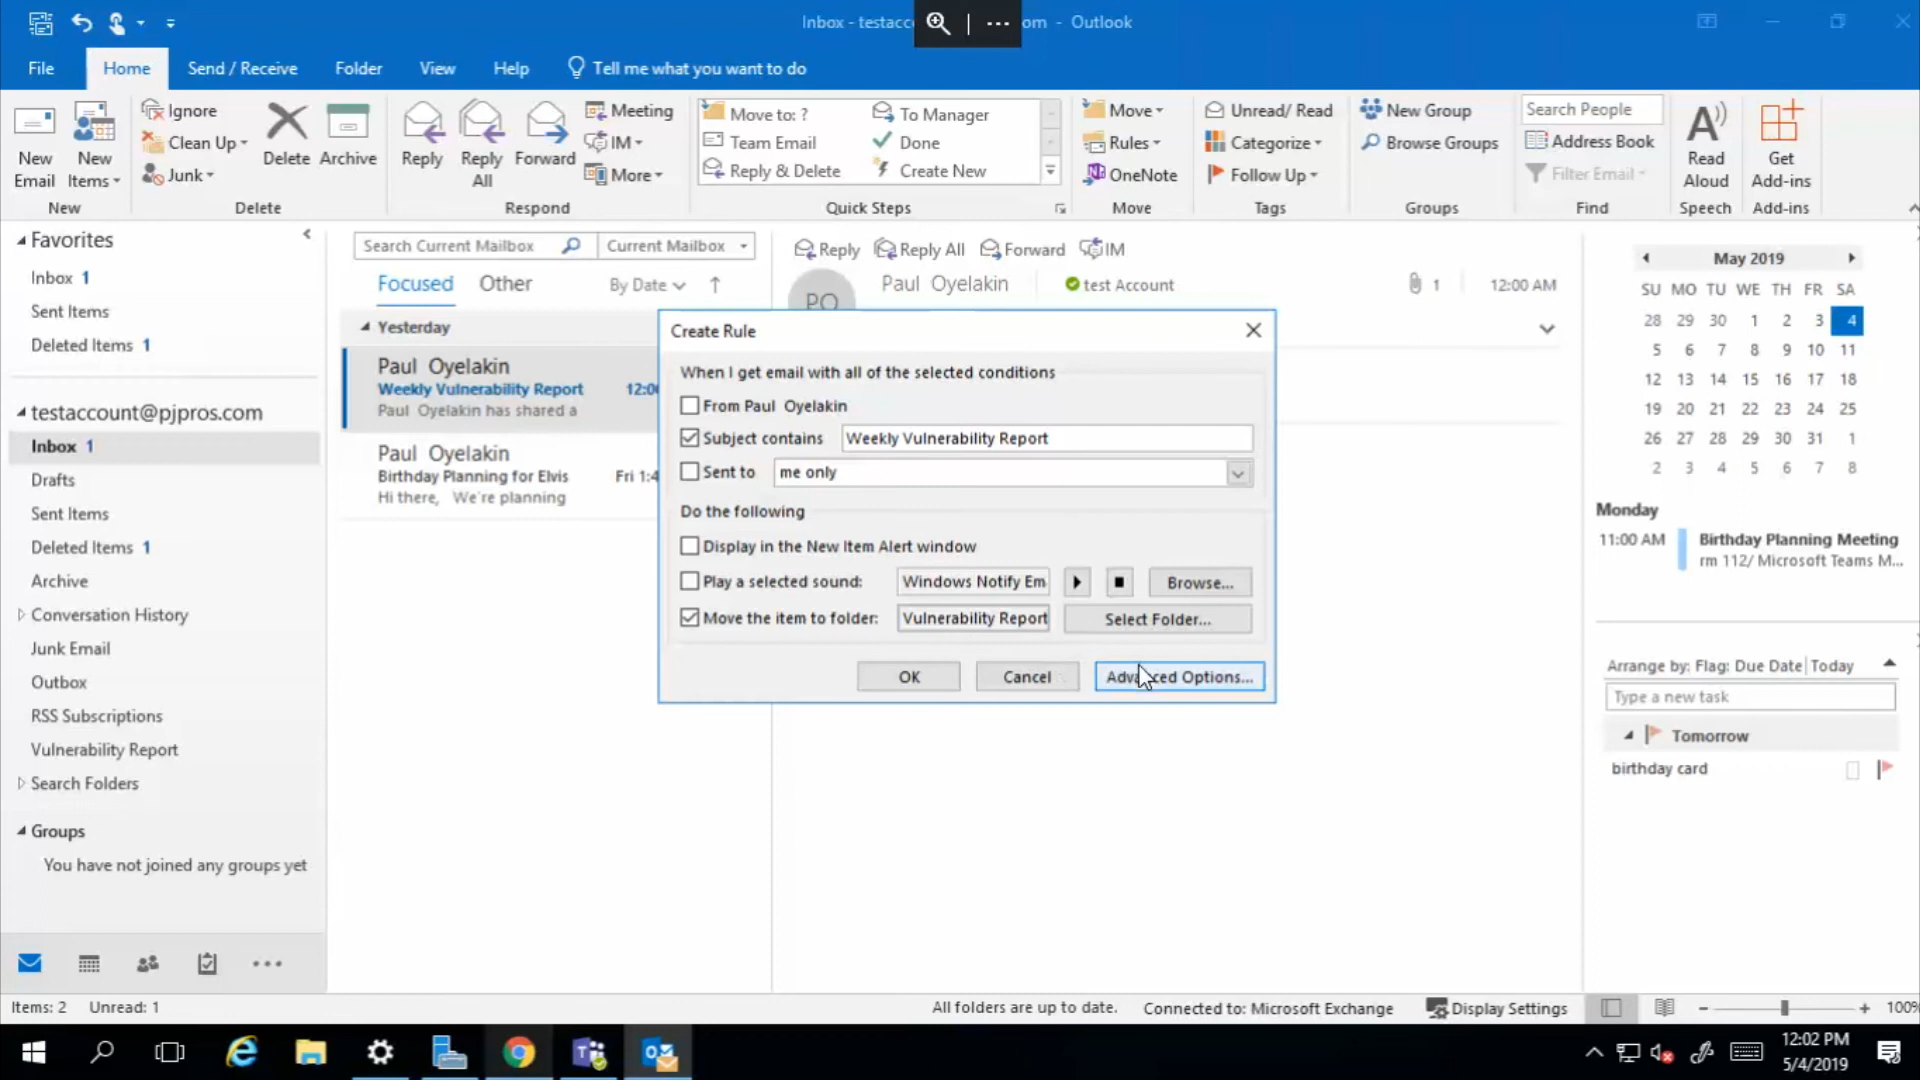 Inbox - testacc
om - Outlook
File
Home
Send / Receive
Folder
View
Help
Tell me what you want to do
New
Email
New
Items
New
Ignore
Clean Up
Junk
Delete
Archive
Delete
Reply
Reply
All
Forward
Meeting
IM
More
Respond
Move to: ?
Team Email
Reply & Delete
To Manager
Done
Create New
Quick Steps
Move
Rules
OneNote
Move
Unread/ Read
Categorize
Follow Up
Tags
New Group
Browse Groups
Groups
Search People
Address Book
Filter Email
Find
Read
Aloud
Speech
Get
Add-ins
Add-ins
Favorites
Inbox 1
Sent Items
Deleted Items 1
testaccount@pjpros.com
Inbox 1
Drafts
Sent Items
Deleted Items 1
Archive
Conversation History
Junk Email
Outbox
RSS Subscriptions
Vulnerability Report
Search Folders
Groups
You have not joined any groups yet
Search Current Mailbox
Current Mailbox
Focused
Other
By Date
Yesterday
Paul Oyelakin
Weekly Vulnerability Report 12:00
Paul Oyelakin has shared a
Paul Oyelakin
Birthday Planning for Elvis Fri 1:4
Hi there, We're planning
Reply
Reply All
Forward
IM
PO
Paul Oyelakin
test Account
1
12:00 AM
Create Rule
When I get email with all of the selected conditions
From Paul Oyelakin
Subject contains Weekly Vulnerability Report
Sent to me only
Do the following
Display in the New Item Alert window
Play a selected sound: Windows Notify Em Browse...
Move the item to folder: Vulnerability Report Select Folder...
OK
Cancel
Advanced Options...
May 2019
SU MO TU WE TH FR SA
28 29 30 1 2 3 4
5 6 7 8 9 10 11
12 13 14 15 16 17 18
19 20 21 22 23 24 25
26 27 28 29 30 31 1
2 3 4 5 6 7 8
Monday
11:00 AM Birthday Planning Meeting
rm 112/ Microsoft Teams M...
Arrange by: Flag: Due Date Today
Type a new task
Tomorrow
birthday card
Items: 2 Unread: 1
All folders are up to date.
Connected to: Microsoft Exchange
Display Settings
100%
12:02 PM
5/4/2019